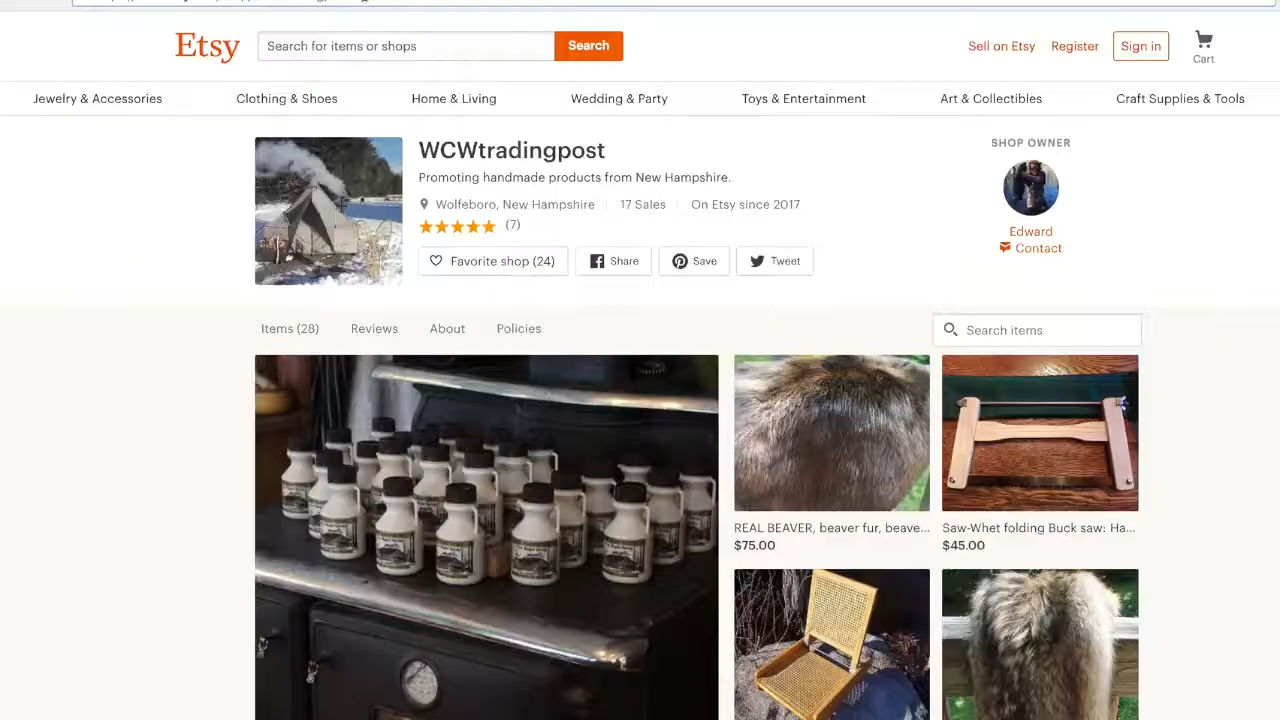 Etsy
Search for items or shops
Search
Sell on Etsy
Register
Sign in
Cart
Jewelry & Accessories
Clothing & Shoes
Home & Living
Wedding & Party
Toys & Entertainment
Art & Collectibles
Craft Supplies & Tools
WCWtradingpost
Promoting handmade products from New Hampshire.
Wolfeboro, New Hampshire
17 Sales
On Etsy since 2017
(7)
Favorite shop (24)
Share
Save
Tweet
SHOP OWNER
Edward
Contact
Items (28)
Reviews
About
Policies
Search items
REAL BEAVER, beaver fur, beave...
$75.00
Saw-Whet folding Buck saw: Ha...
$45.00